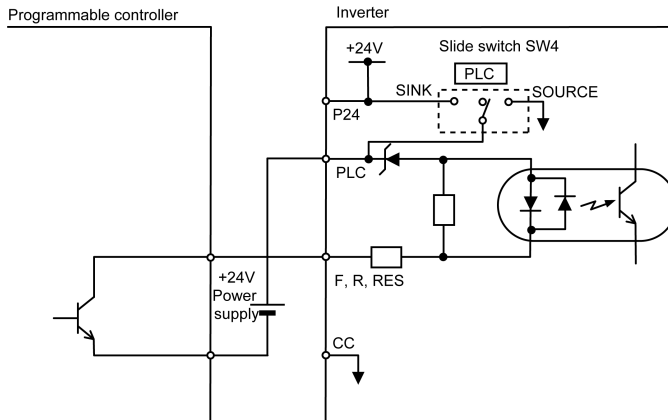 Programmable controller
Inverter
+24V
Slide switch SW4
PLC
SINK
SOURCE
P24
PLC
+24V
Power
supply
F, R, RES
CC